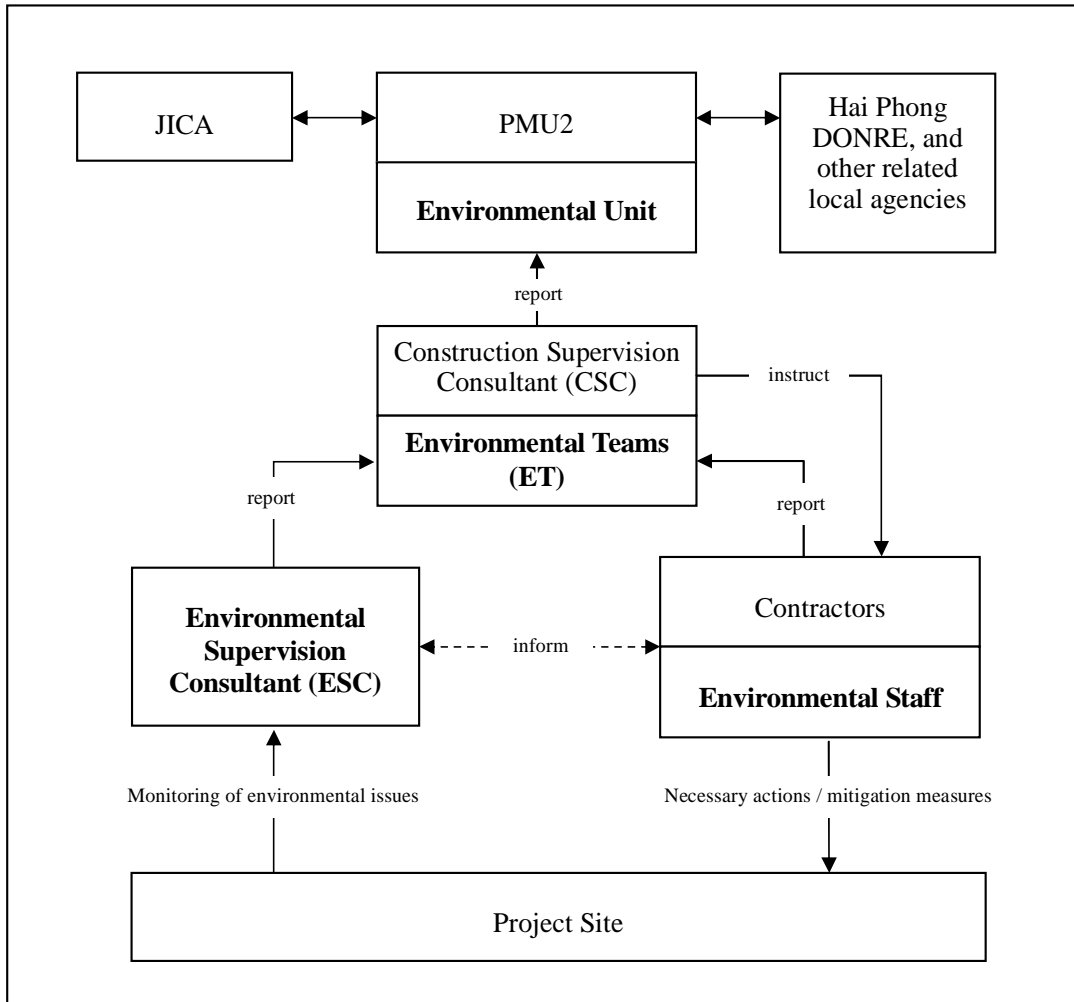 JICA
PMU2
Environmental Unit
Hai Phong
DONRE, and
other related
local agencies
report
Construction Supervision
Consultant (CSC)
Environmental Teams
(ET)
instruct
report
report
Environmental
Supervision
Consultant (ESC)
inform
Contractors
Environmental Staff
Monitoring of environmental issues
Necessary actions / mitigation measures
Project Site